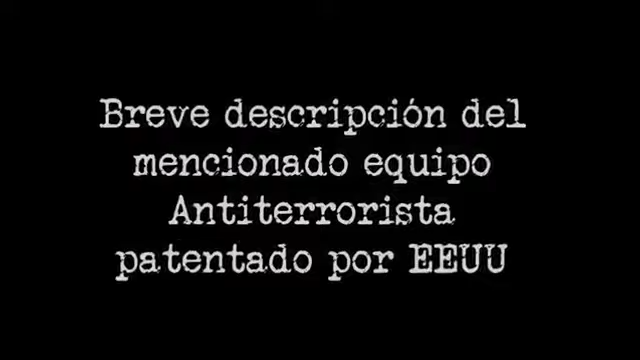 Breve descripción del
mencionado equipo
Antiterrorista
patentado por EEUU